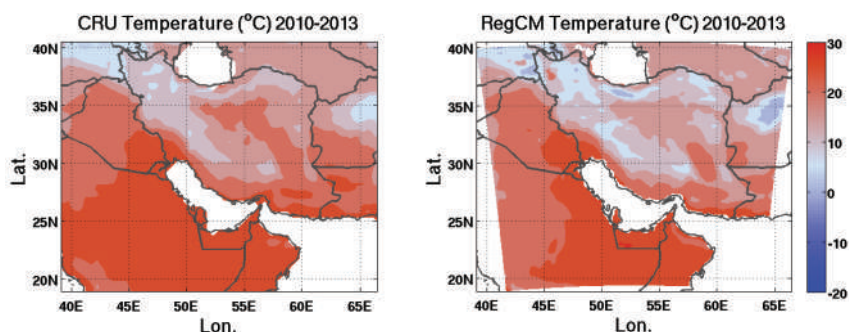 CRU Temperature (°C) 2010-2013
40N
35N
30N
25N
20N
Lat.
40E
45E
50E
55E
60E
65E
Lon.
RegCM Temperature (°C) 2010-2013
40N
35N
30N
25N
20N
Lat.
40E
45E
50E
55E
60E
65E
Lon.
30
20
10
0
-10
-20